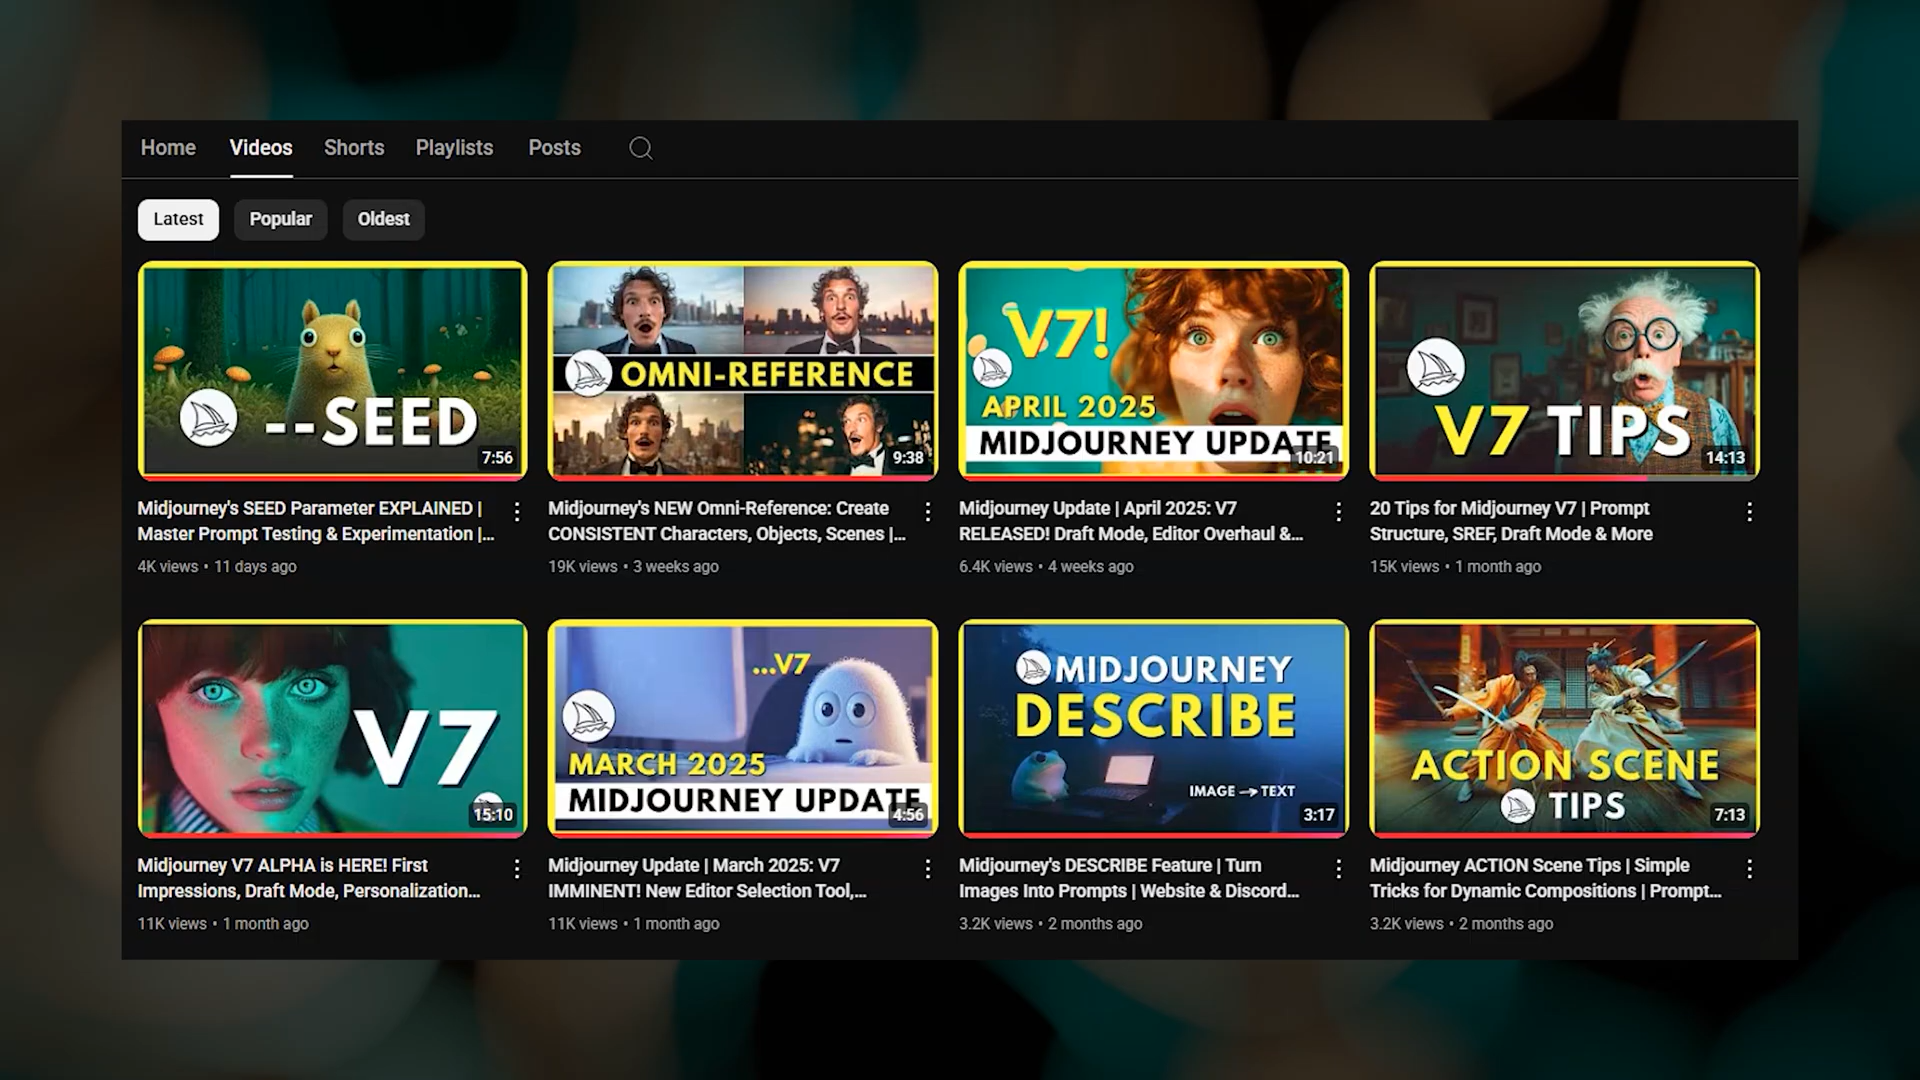 Home Videos Shorts Playlists Posts
Latest Popular Oldest
--SEED
7:56
OMNI-REFERENCE
9:38
V7!
APRIL 2025
MIDJOURNEY UPDATE
10:21
V7 TIPS
14:13
Midjourney's SEED Parameter EXPLAINED |
Master Prompt Testing & Experimentation |...
4K views • 11 days ago
Midjourney's NEW Omni-Reference: Create
CONSISTENT Characters, Objects, Scenes |...
19K views • 3 weeks ago
Midjourney Update | April 2025: V7
RELEASED! Draft Mode, Editor Overhaul &...
6.4K views • 4 weeks ago
20 Tips for Midjourney V7 | Prompt
Structure, SREF, Draft Mode & More
15K views • 1 month ago
V7
15:10
...V7
MARCH 2025
MIDJOURNEY UPDATE
4:56
MIDJOURNEY
DESCRIBE
IMAGE → TEXT
3:17
ACTION SCENE
TIPS
7:13
Midjourney V7 ALPHA is HERE! First
Impressions, Draft Mode, Personalization...
11K views • 1 month ago
Midjourney Update | March 2025: V7
IMMINENT! New Editor Selection Tool,...
11K views • 1 month ago
Midjourney's DESCRIBE Feature | Turn
Images Into Prompts | Website & Discord...
3.2K views • 2 months ago
Midjourney ACTION Scene Tips | Simple
Tricks for Dynamic Compositions | Prompt...
3.2K views • 2 months ago